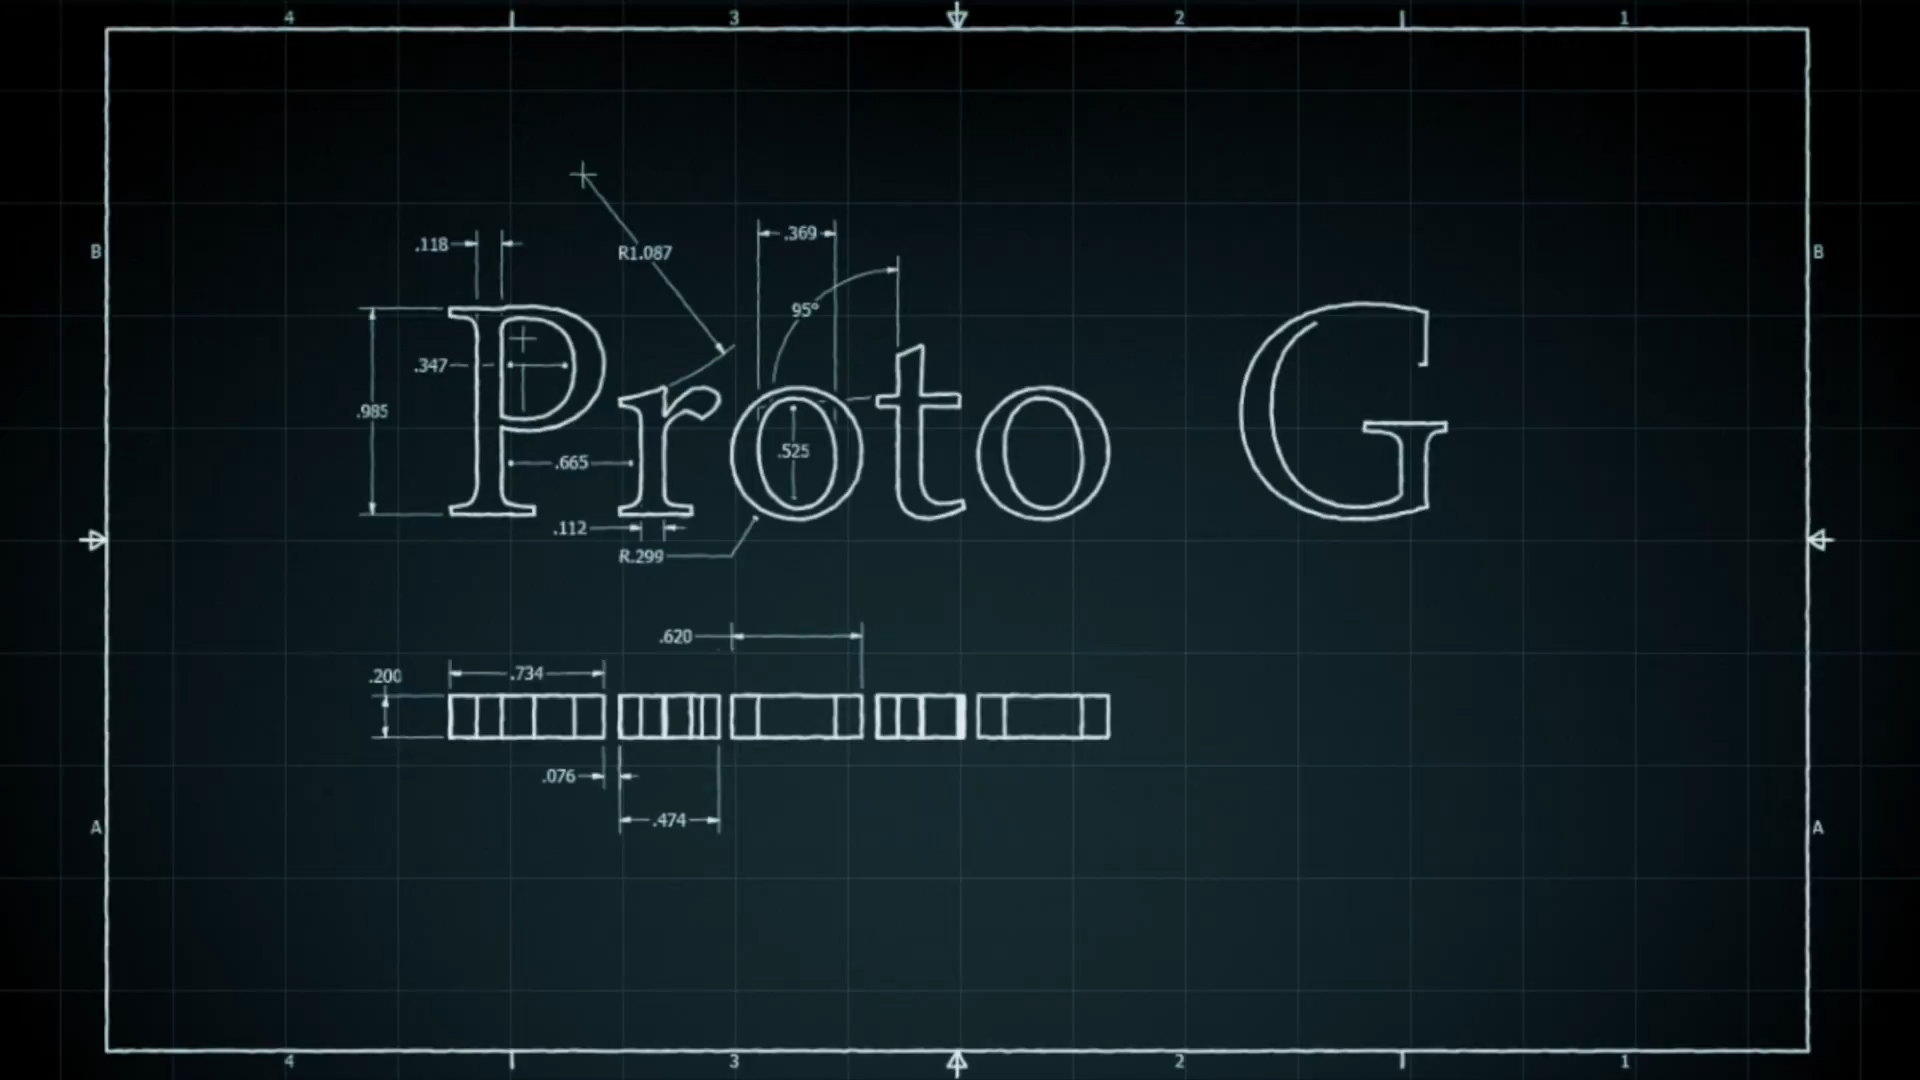 4 3 2 1
B B
.118 R1.087 .369
95°
Proto G
.347
.985
.525
.665
.112
R.299
.620
.200 .734
.076
.474
A A
4 3 2 1